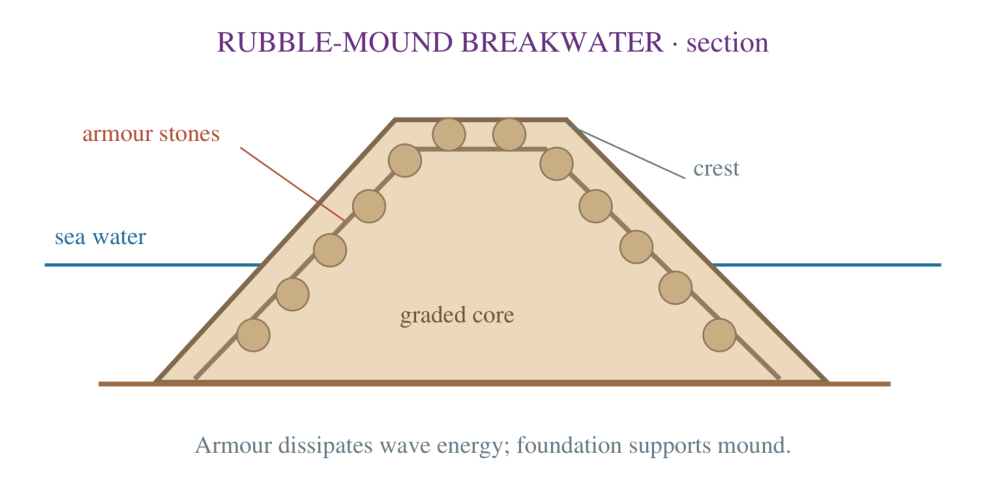 RUBBLE-MOUND BREAKWATER · section
armour stones
crest
sea water
graded core
Armour dissipates wave energy; foundation supports mound.